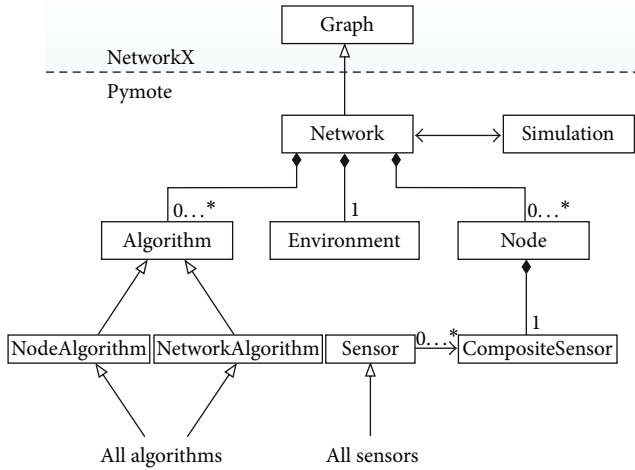 Graph
NetworkX
Pymote
Network
Simulation
0...*
1
0...*
Algorithm
Environment
Node
1
0...*
NodeAlgorithm
NetworkAlgorithm
Sensor
CompositeSensor
All algorithms
All sensors